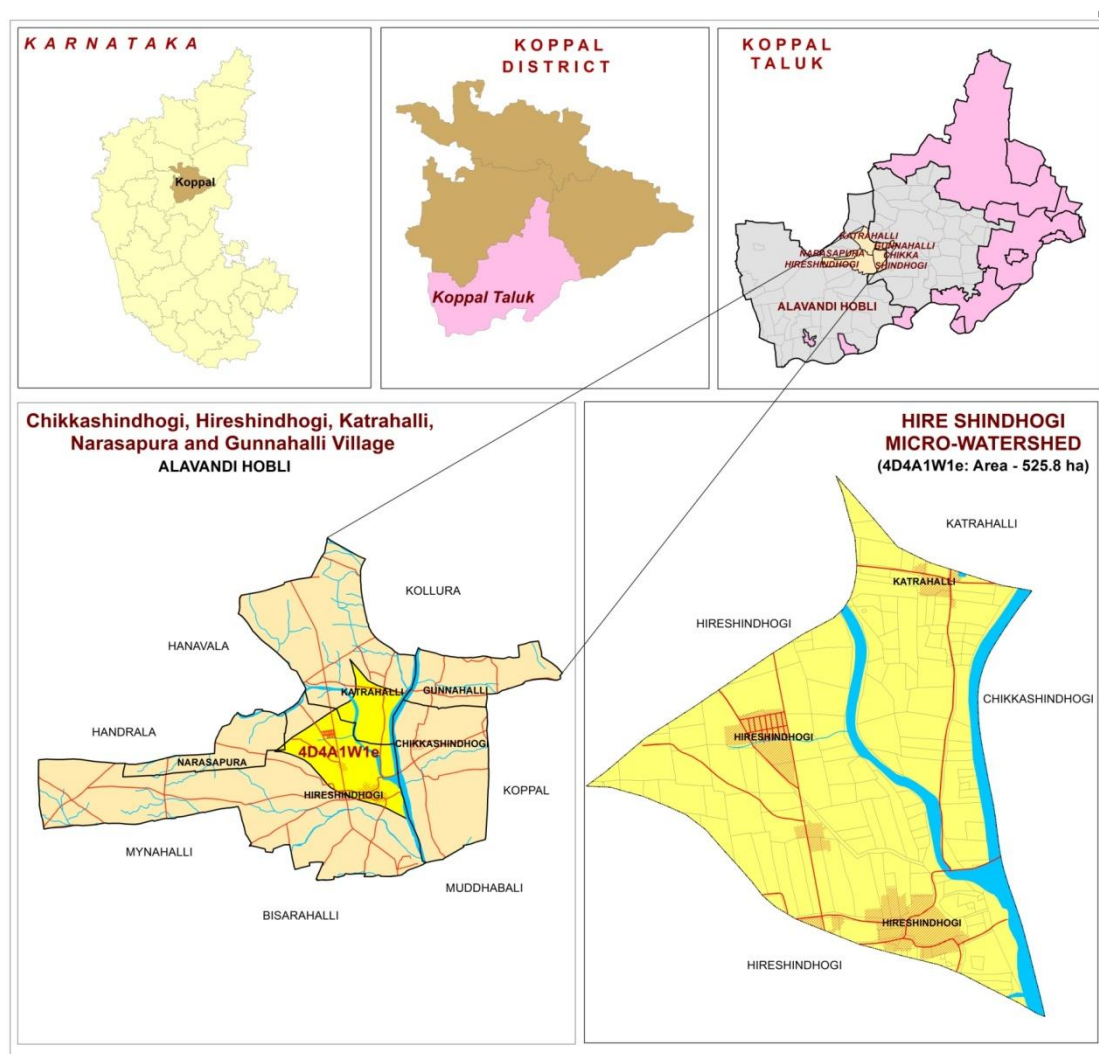 KARNATAKA
Koppal
KOPPAL
DISTRICT
Koppal Taluk
KOPPAL
TALUK
KATRAHALLI
GUNNAHALLI
NARASAPURA
CHIKKA
HIRESHINDHOGI
SHINDHOGI
ALAVANDI HOBLI
Chikkashindhogi, Hireshindhogi, Katrahalli,
Narasapura and Gunnahalli Village
ALAVANDI HOBLI
KOLLURA
HANAVALA
KATRAHALLI
GUNNAHALLI
HANDRALA
CHIKKASHINDHOGI
4D4A1W1e
NARASAPURA
KOPPAL
HIRESHINDHOGI
MYNAHALLI
MUDDHABALI
BISARAHALLI
HIRE SHINDHOGI
MICRO-WATERSHED
(4D4A1W1e: Area - 525.8 ha)
KATRAHALLI
KATRAHALLI
HIRESHINDHOGI
CHIKKASHINDHOGI
HIRESHINDHOGI
HIRESHINDHOGI
HIRESHINDHOGI